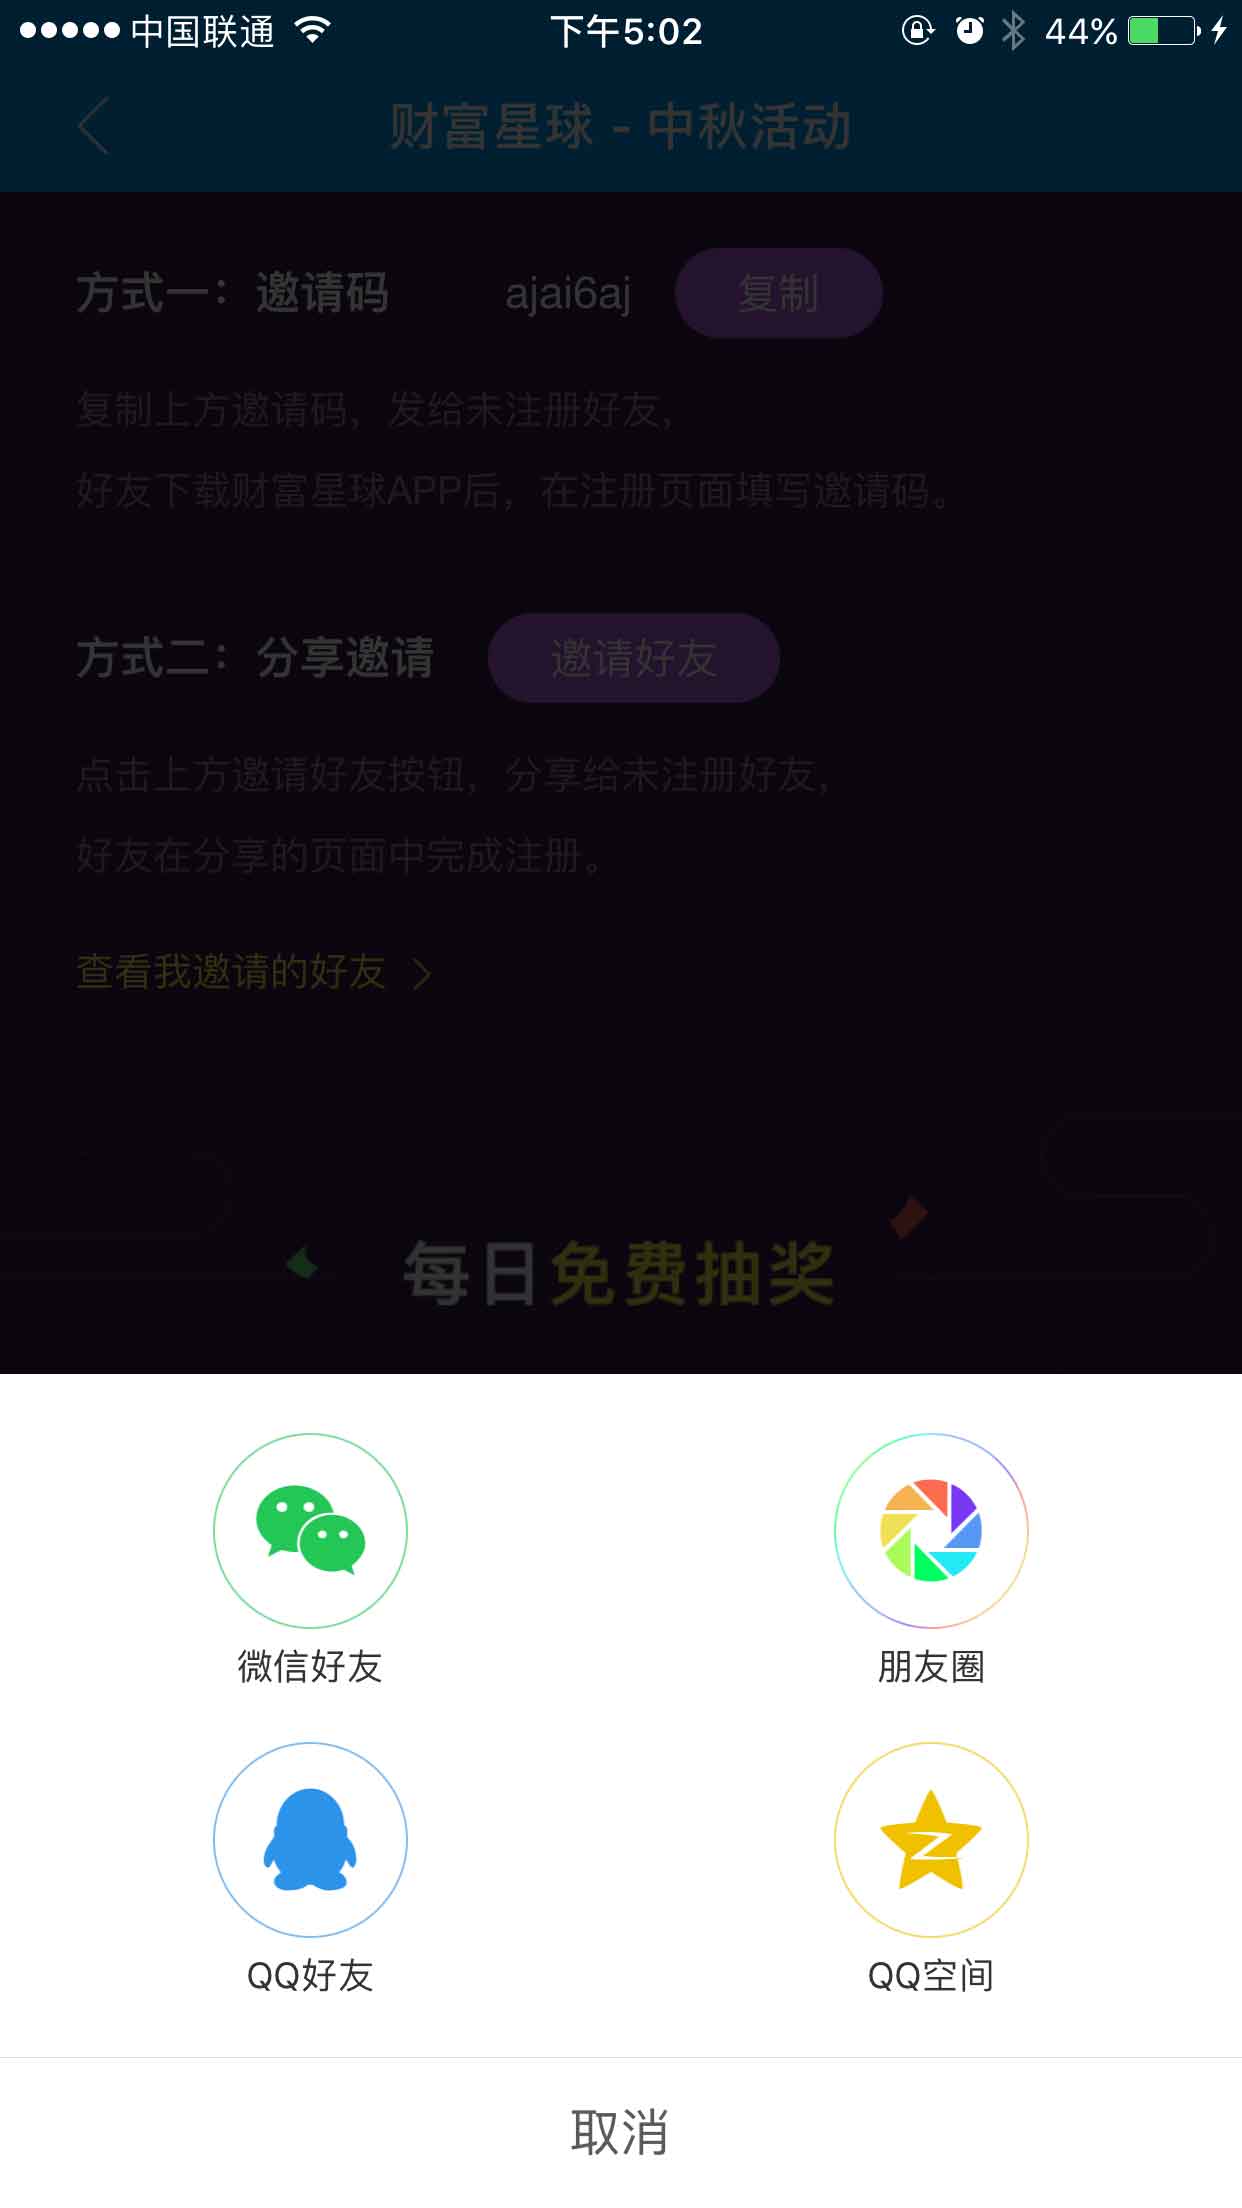 中国联通 下午5:02 44%
财富星球 - 中秋活动
方式一：邀请码 ajai6aj 复制
复制上方邀请码，发给未注册好友，
好友下载财富星球APP后，在注册页面填写邀请码。
方式二：分享邀请 邀请好友
点击上方邀请好友按钮，分享给未注册好友，
好友在分享的页面中完成注册。
查看我邀请的好友 >
每日免费抽奖
微信好友 朋友圈
QQ好友 QQ空间
取消